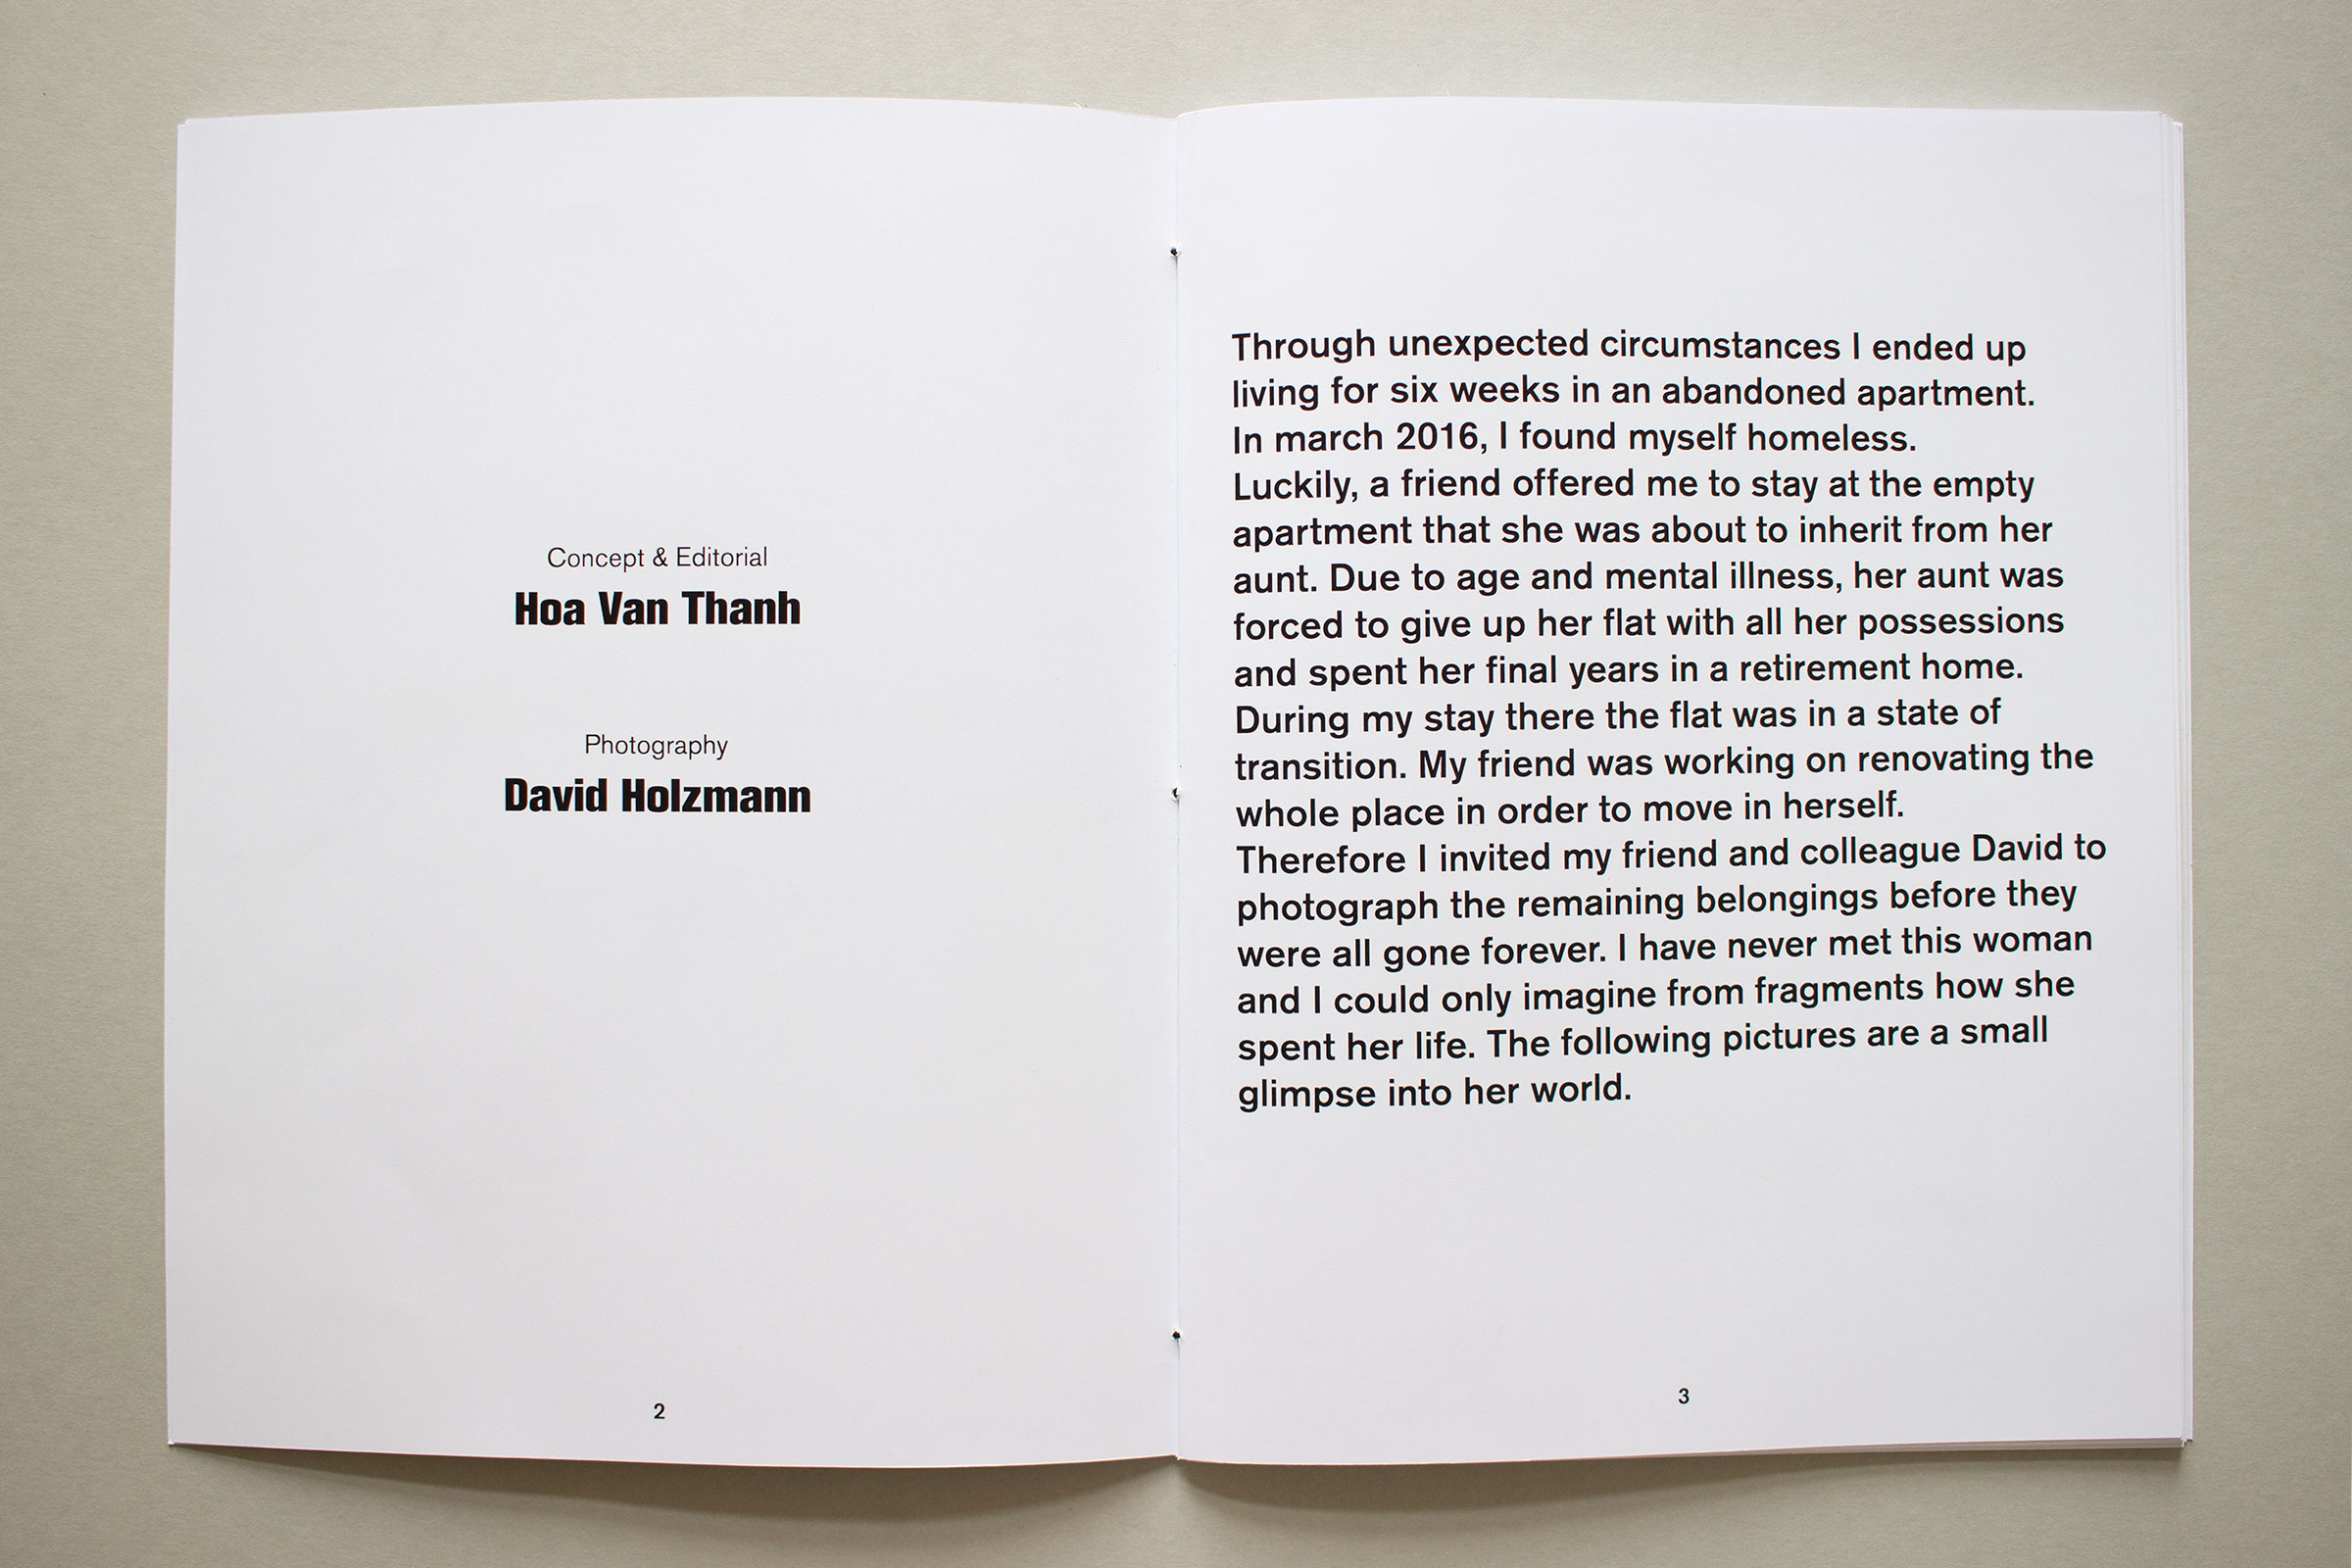 Concept & Editorial
Hoa Van Thanh
Photography
David Holzmann
2
Through unexpected circumstances I ended up
living for six weeks in an abandoned apartment.
In march 2016, I found myself homeless.
Luckily, a friend offered me to stay at the empty
apartment that she was about to inherit from her
aunt. Due to age and mental illness, her aunt was
forced to give up her flat with all her possessions
and spent her final years in a retirement home.
During my stay there the flat was in a state of
transition. My friend was working on renovating the
whole place in order to move in herself.
Therefore I invited my friend and colleague David to
photograph the remaining belongings before they
were all gone forever. I have never met this woman
and I could only imagine from fragments how she
spent her life. The following pictures are a small
glimpse into her world.
3